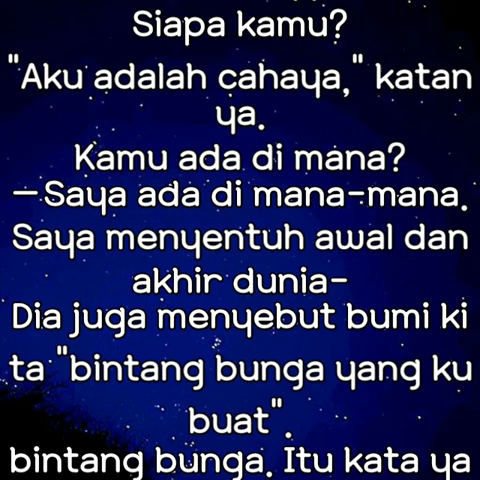 Siapa kamu?
"Aku adalah cahaya," katan
ya.
Kamu ada di mana?
—Saya ada di mana-mana.
Saya menyentuh awal dan
akhir dunia-
Dia juga menyebut bumi ki
ta "bintang bunga yang ku
buat".
bintang bunga. Itu kata ya